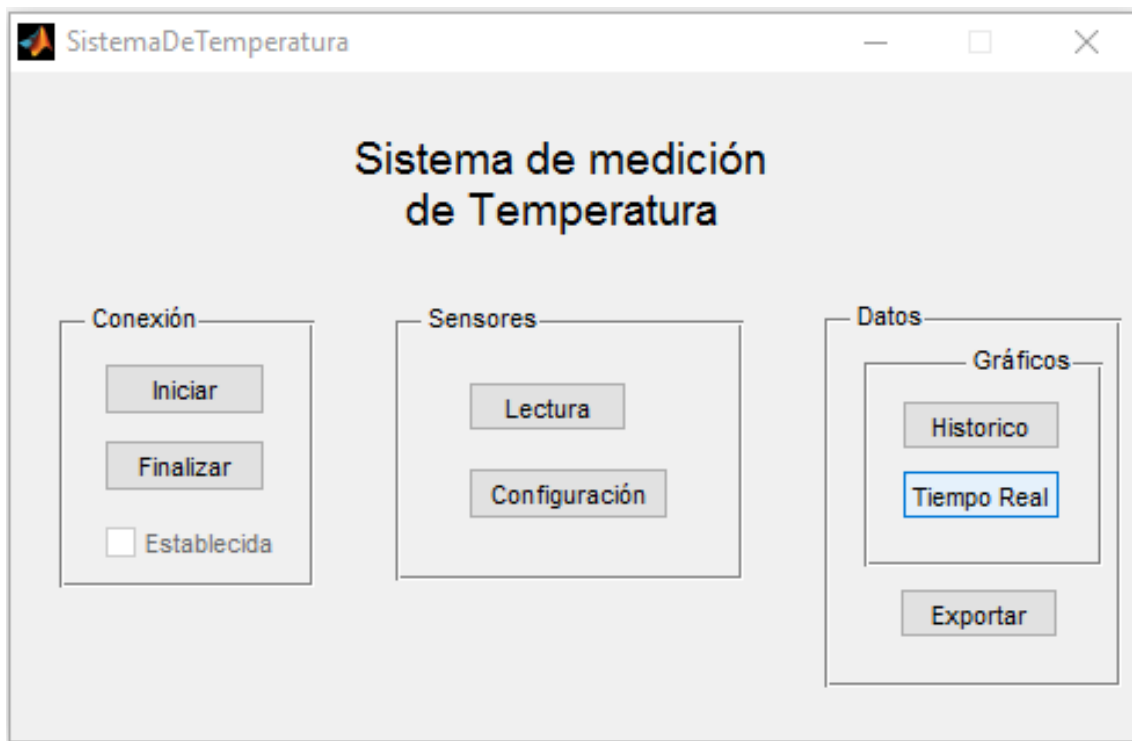 SistemaDeTemperatura
Sistema de medición
de Temperatura
Conexión
Iniciar
Finalizar
Establecida
Sensores
Lectura
Configuración
Datos
Gráficos
Historico
Tiempo Real
Exportar